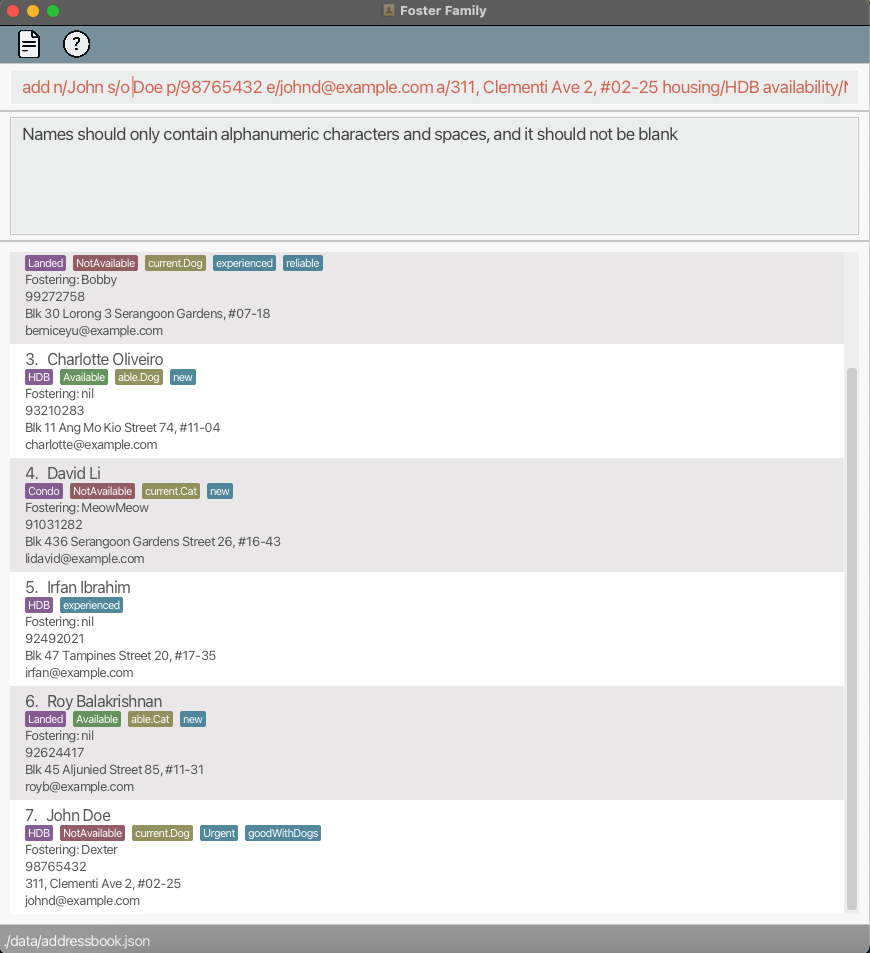 Foster Family
?
add n/John s/o Doe p/98765432 e/johnd@example.com a/311, Clementi Ave 2, #02-25 housing/HDB availability/
Names should only contain alphanumeric characters and spaces, and it should not be blank
Landed NotAvailable current.Dog experienced reliable
Fostering: Bobby
99272758
Blk 30 Lorong 3 Serangoon Gardens, #07-18
berniceyu@example.com
3. Charlotte Oliveiro
HDB Available able.Dog new
Fostering: nil
93210283
Blk 11 Ang Mo Kio Street 74, #11-04
charlotte@example.com
4. David Li
Condo NotAvailable current.Cat new
Fostering: MeowMeow
91031282
Blk 436 Serangoon Gardens Street 26, #16-43
lidavid@example.com
5. Irfan Ibrahim
HDB experienced
Fostering: nil
92492021
Blk 47 Tampines Street 20, #17-35
irfan@example.com
6. Roy Balakrishnan
Landed Available able.Cat new
Fostering: nil
92624417
Blk 45 Aljunied Street 85, #11-31
royb@example.com
7. John Doe
HDB NotAvailable current.Dog Urgent goodWithDogs
Fostering: Dexter
98765432
311, Clementi Ave 2, #02-25
johnd@example.com
./data/addressbook.json